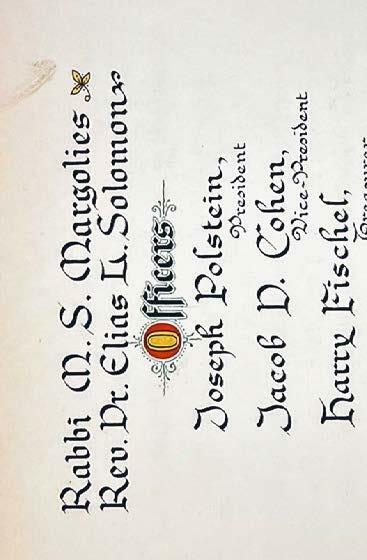 Rabbi M. S. Margolies
Rev. Dr. Elias L. Solomon
Officers
Joseph Polstein,
President
Jacob D. Cohen,
Vice-President
Harry Fischel,